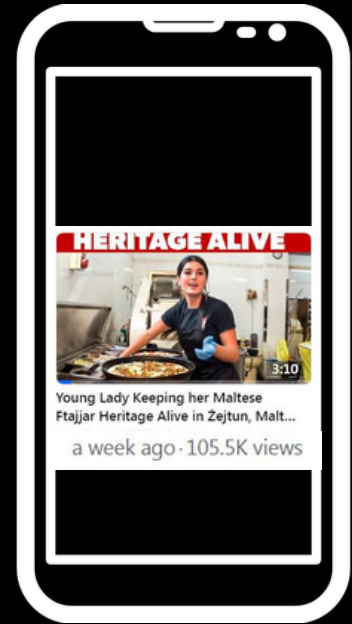 HERITAGE ALIVE
3:10
Young Lady Keeping her Maltese
Ftajjar Heritage Alive in Żejtun, Malt...
a week ago · 105.5K views